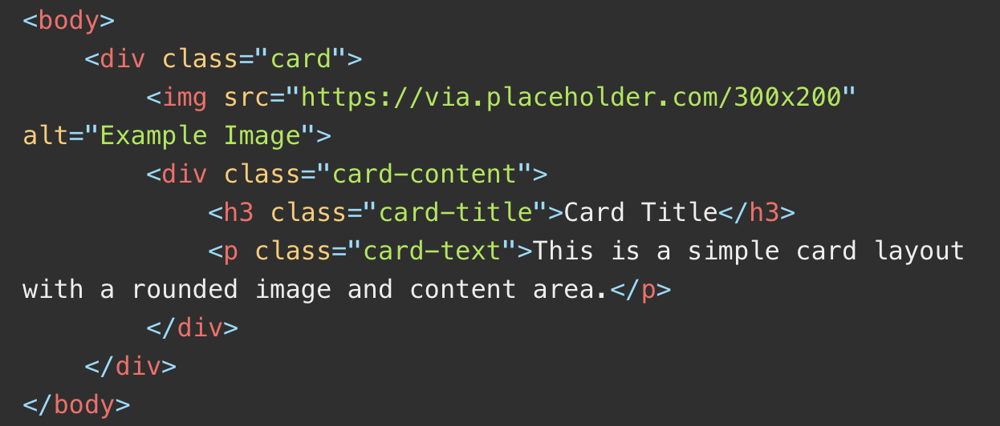 <body>
    <div class="card">
        <img src="https://via.placeholder.com/300x200"
alt="Example Image">
        <div class="card-content">
            <h3 class="card-title">Card Title</h3>
            <p class="card-text">This is a simple card layout
with a rounded image and content area.</p>
        </div>
    </div>
</body>